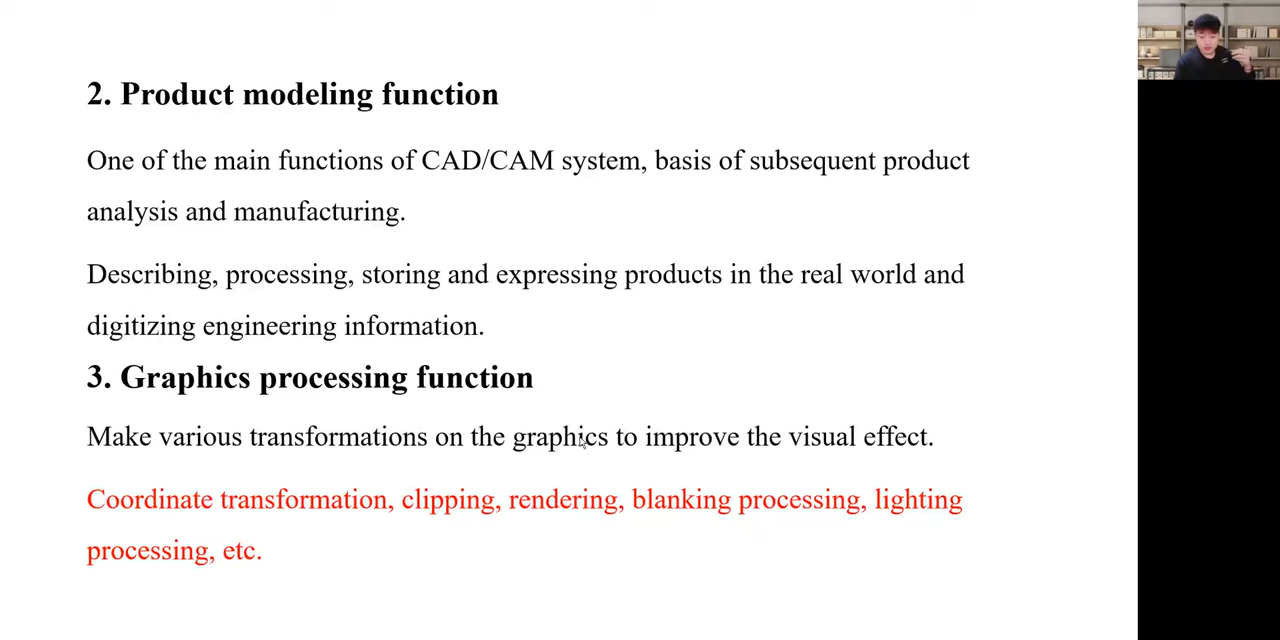 2. Product modeling function
One of the main functions of CAD/CAM system, basis of subsequent product
analysis and manufacturing.
Describing, processing, storing and expressing products in the real world and
digitizing engineering information.
3. Graphics processing function
Make various transformations on the graphics to improve the visual effect.
Coordinate transformation, clipping, rendering, blanking processing, lighting
processing, etc.